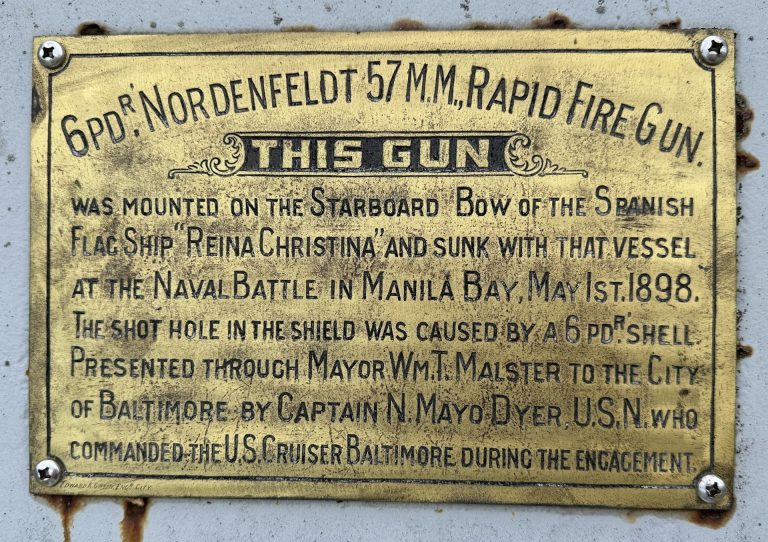 6PDR, NORDENFELDT 57 M.M., RAPID FIRE GUN.
THIS GUN
WAS MOUNTED ON THE STARBOARD BOW OF THE SPANISH
FLAG SHIP "REINA CHRISTINA" AND SUNK WITH THAT VESSEL
AT THE NAVAL BATTLE IN MANILA BAY, MAY 1ST. 1898.
THE SHOT HOLE IN THE SHIELD WAS CAUSED BY A 6 PDR. SHELL.
PRESENTED THROUGH MAYOR WM. T. MALSTER TO THE CITY
OF BALTIMORE BY CAPTAIN N. MAYO DYER, U.S.N. WHO
COMMANDED THE U.S. CRUISER BALTIMORE DURING THE ENGAGEMENT.
CITY